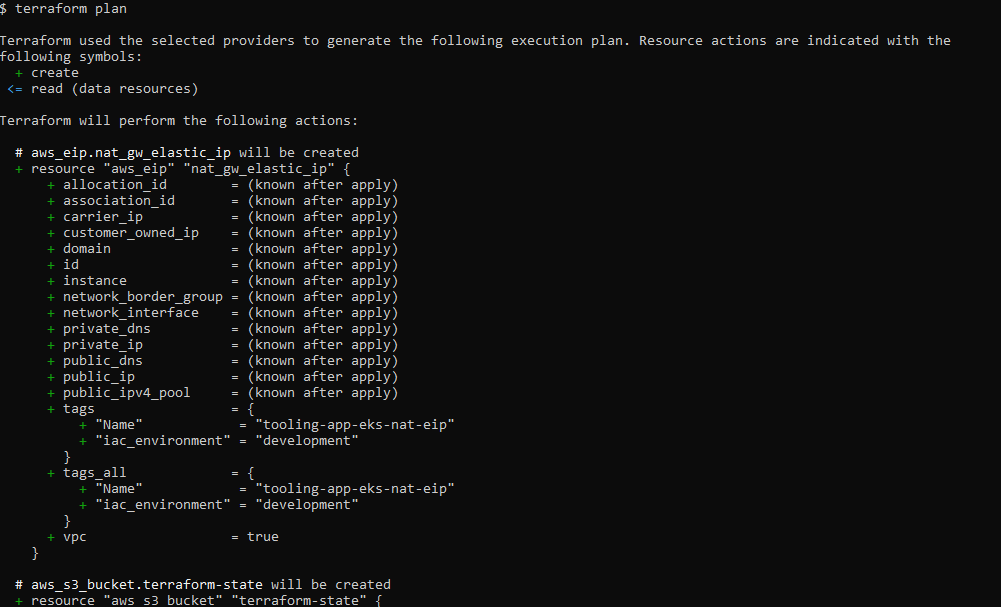 $ terraform plan
Terraform used the selected providers to generate the following execution plan. Resource actions are indicated with the
following symbols:
  + create
 <= read (data resources)
Terraform will perform the following actions:
  # aws_eip.nat_gw_elastic_ip will be created
  + resource "aws_eip" "nat_gw_elastic_ip" {
      + allocation_id        = (known after apply)
      + association_id       = (known after apply)
      + carrier_ip           = (known after apply)
      + customer_owned_ip    = (known after apply)
      + domain               = (known after apply)
      + id                   = (known after apply)
      + instance             = (known after apply)
      + network_border_group = (known after apply)
      + network_interface    = (known after apply)
      + private_dns          = (known after apply)
      + private_ip           = (known after apply)
      + public_dns           = (known after apply)
      + public_ip            = (known after apply)
      + public_ipv4_pool     = (known after apply)
      + tags                 = {
          + "Name"            = "tooling-app-eks-nat-eip"
          + "iac_environment" = "development"
        }
      + tags_all             = {
          + "Name"            = "tooling-app-eks-nat-eip"
          + "iac_environment" = "development"
        }
      + vpc                  = true
    }
  # aws_s3_bucket.terraform-state will be created
  + resource "aws_s3_bucket" "terraform-state" {